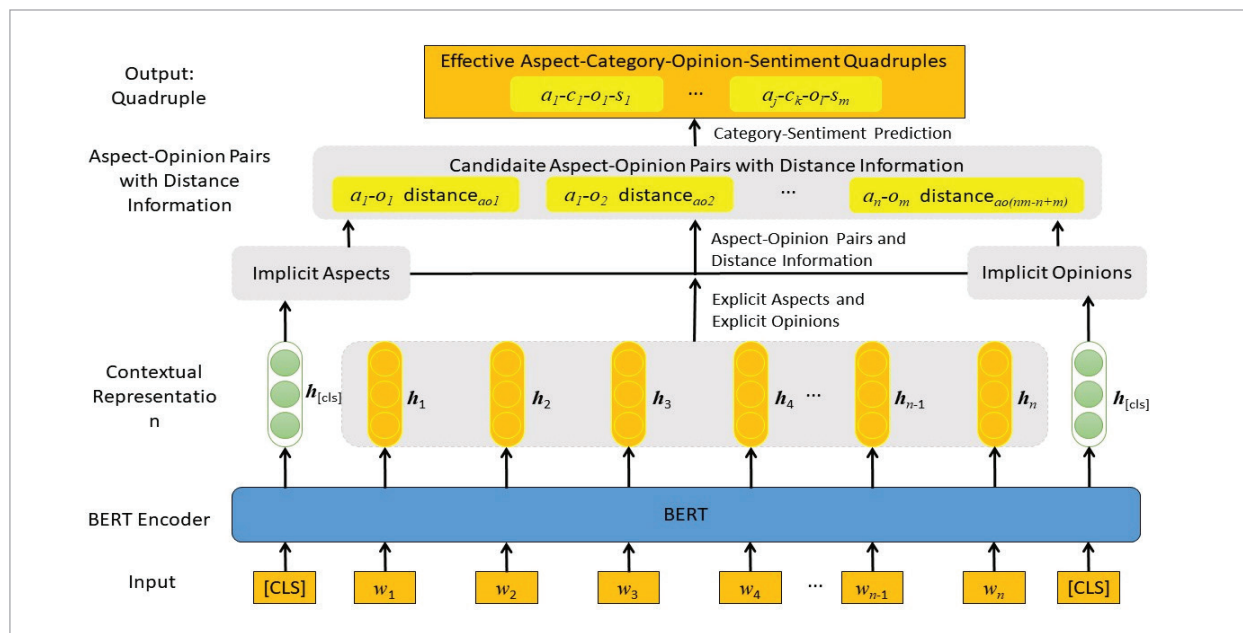 Output:
Quadruple
Effective Aspect-Category-Opinion-Sentiment Quadruples
a1-c1-o1-s1 ... aj-ck-ol-sm
Category-Sentiment Prediction
Aspect-Opinion Pairs
with Distance
Information
Candidaite Aspect-Opinion Pairs with Distance Information
a1-o1 distanceao1 a1-o2 distanceao2 ... an-om distanceao(nm-n+m)
Aspect-Opinion Pairs and
Distance Information
Implicit Aspects
Implicit Opinions
Explicit Aspects and
Explicit Opinions
Contextual
Representatio
n
h[cls] h1 h2 h3 h4 ... hn-1 hn h[cls]
BERT Encoder
BERT
Input
[CLS] w1 w2 w3 w4 ... wn-1 wn [CLS]